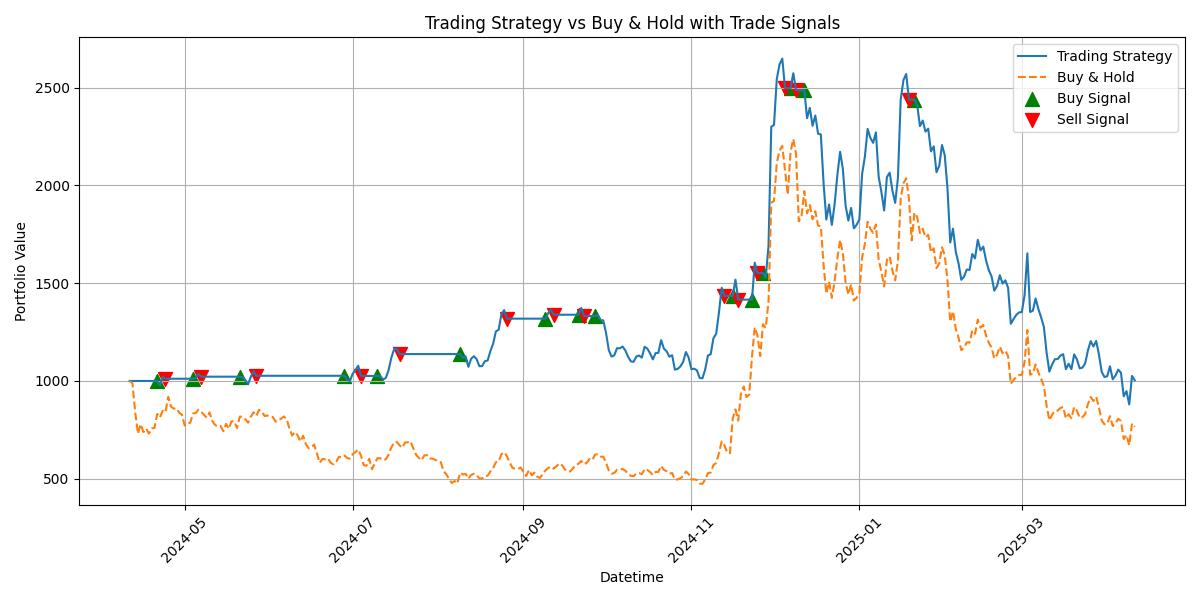 Trading Strategy vs Buy & Hold with Trade Signals
Trading Strategy
Buy & Hold
Buy Signal
Sell Signal
Portfolio Value
2500
2000
1500
1000
500
2024-05
2024-07
2024-09
2024-11
2025-01
2025-03
Datetime